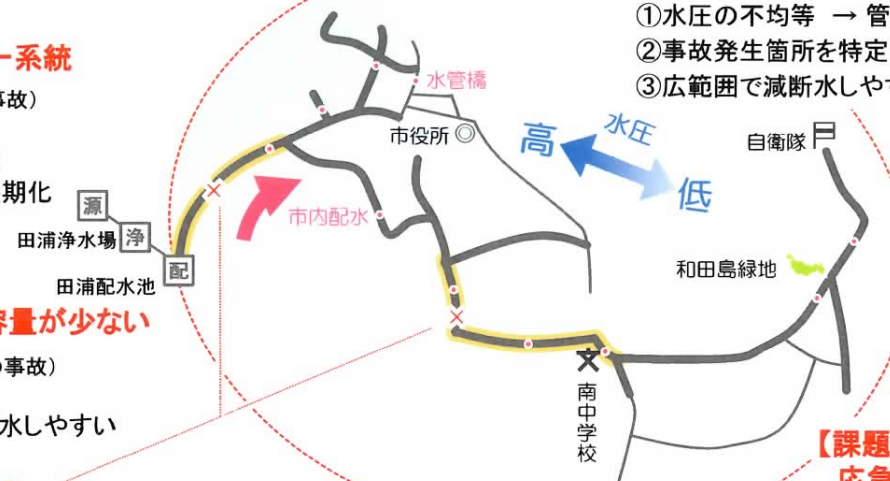 ①水圧の不均等 → 管
②事故発生箇所を特定
③広範囲で減断水しやす
一系統
事故）
期化
水管橋
市役所
高
水圧
低
自衛隊
源
浄
田浦浄水場
配
田浦配水池
市内配水
和田島緑地
容量が少ない
の事故）
水しやすい
南中学校
【課題
応急